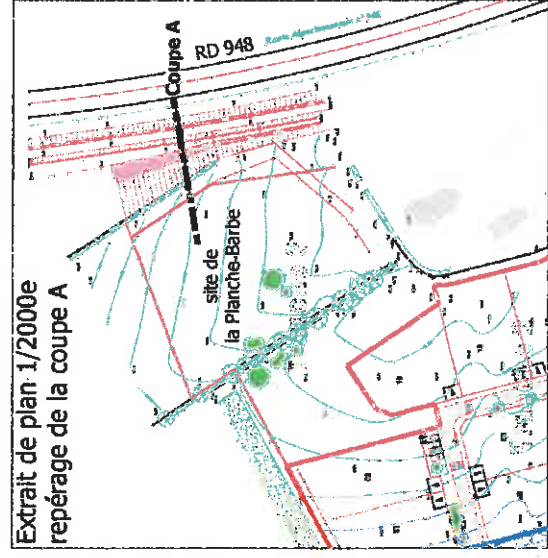 Extrait de plan 1/2000e
repérage de la coupe A
RD 948
Coupe A
site de
la Planche-Barbe